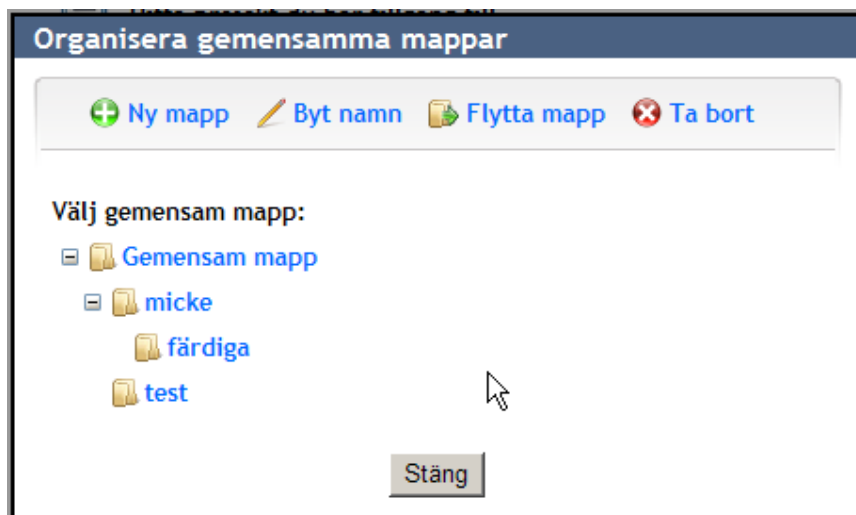 Organisera gemensamma mappar
Ny mapp Byt namn Flytta mapp Ta bort
Välj gemensam mapp:
Gemensam mapp
micke
färdiga
test
Stäng